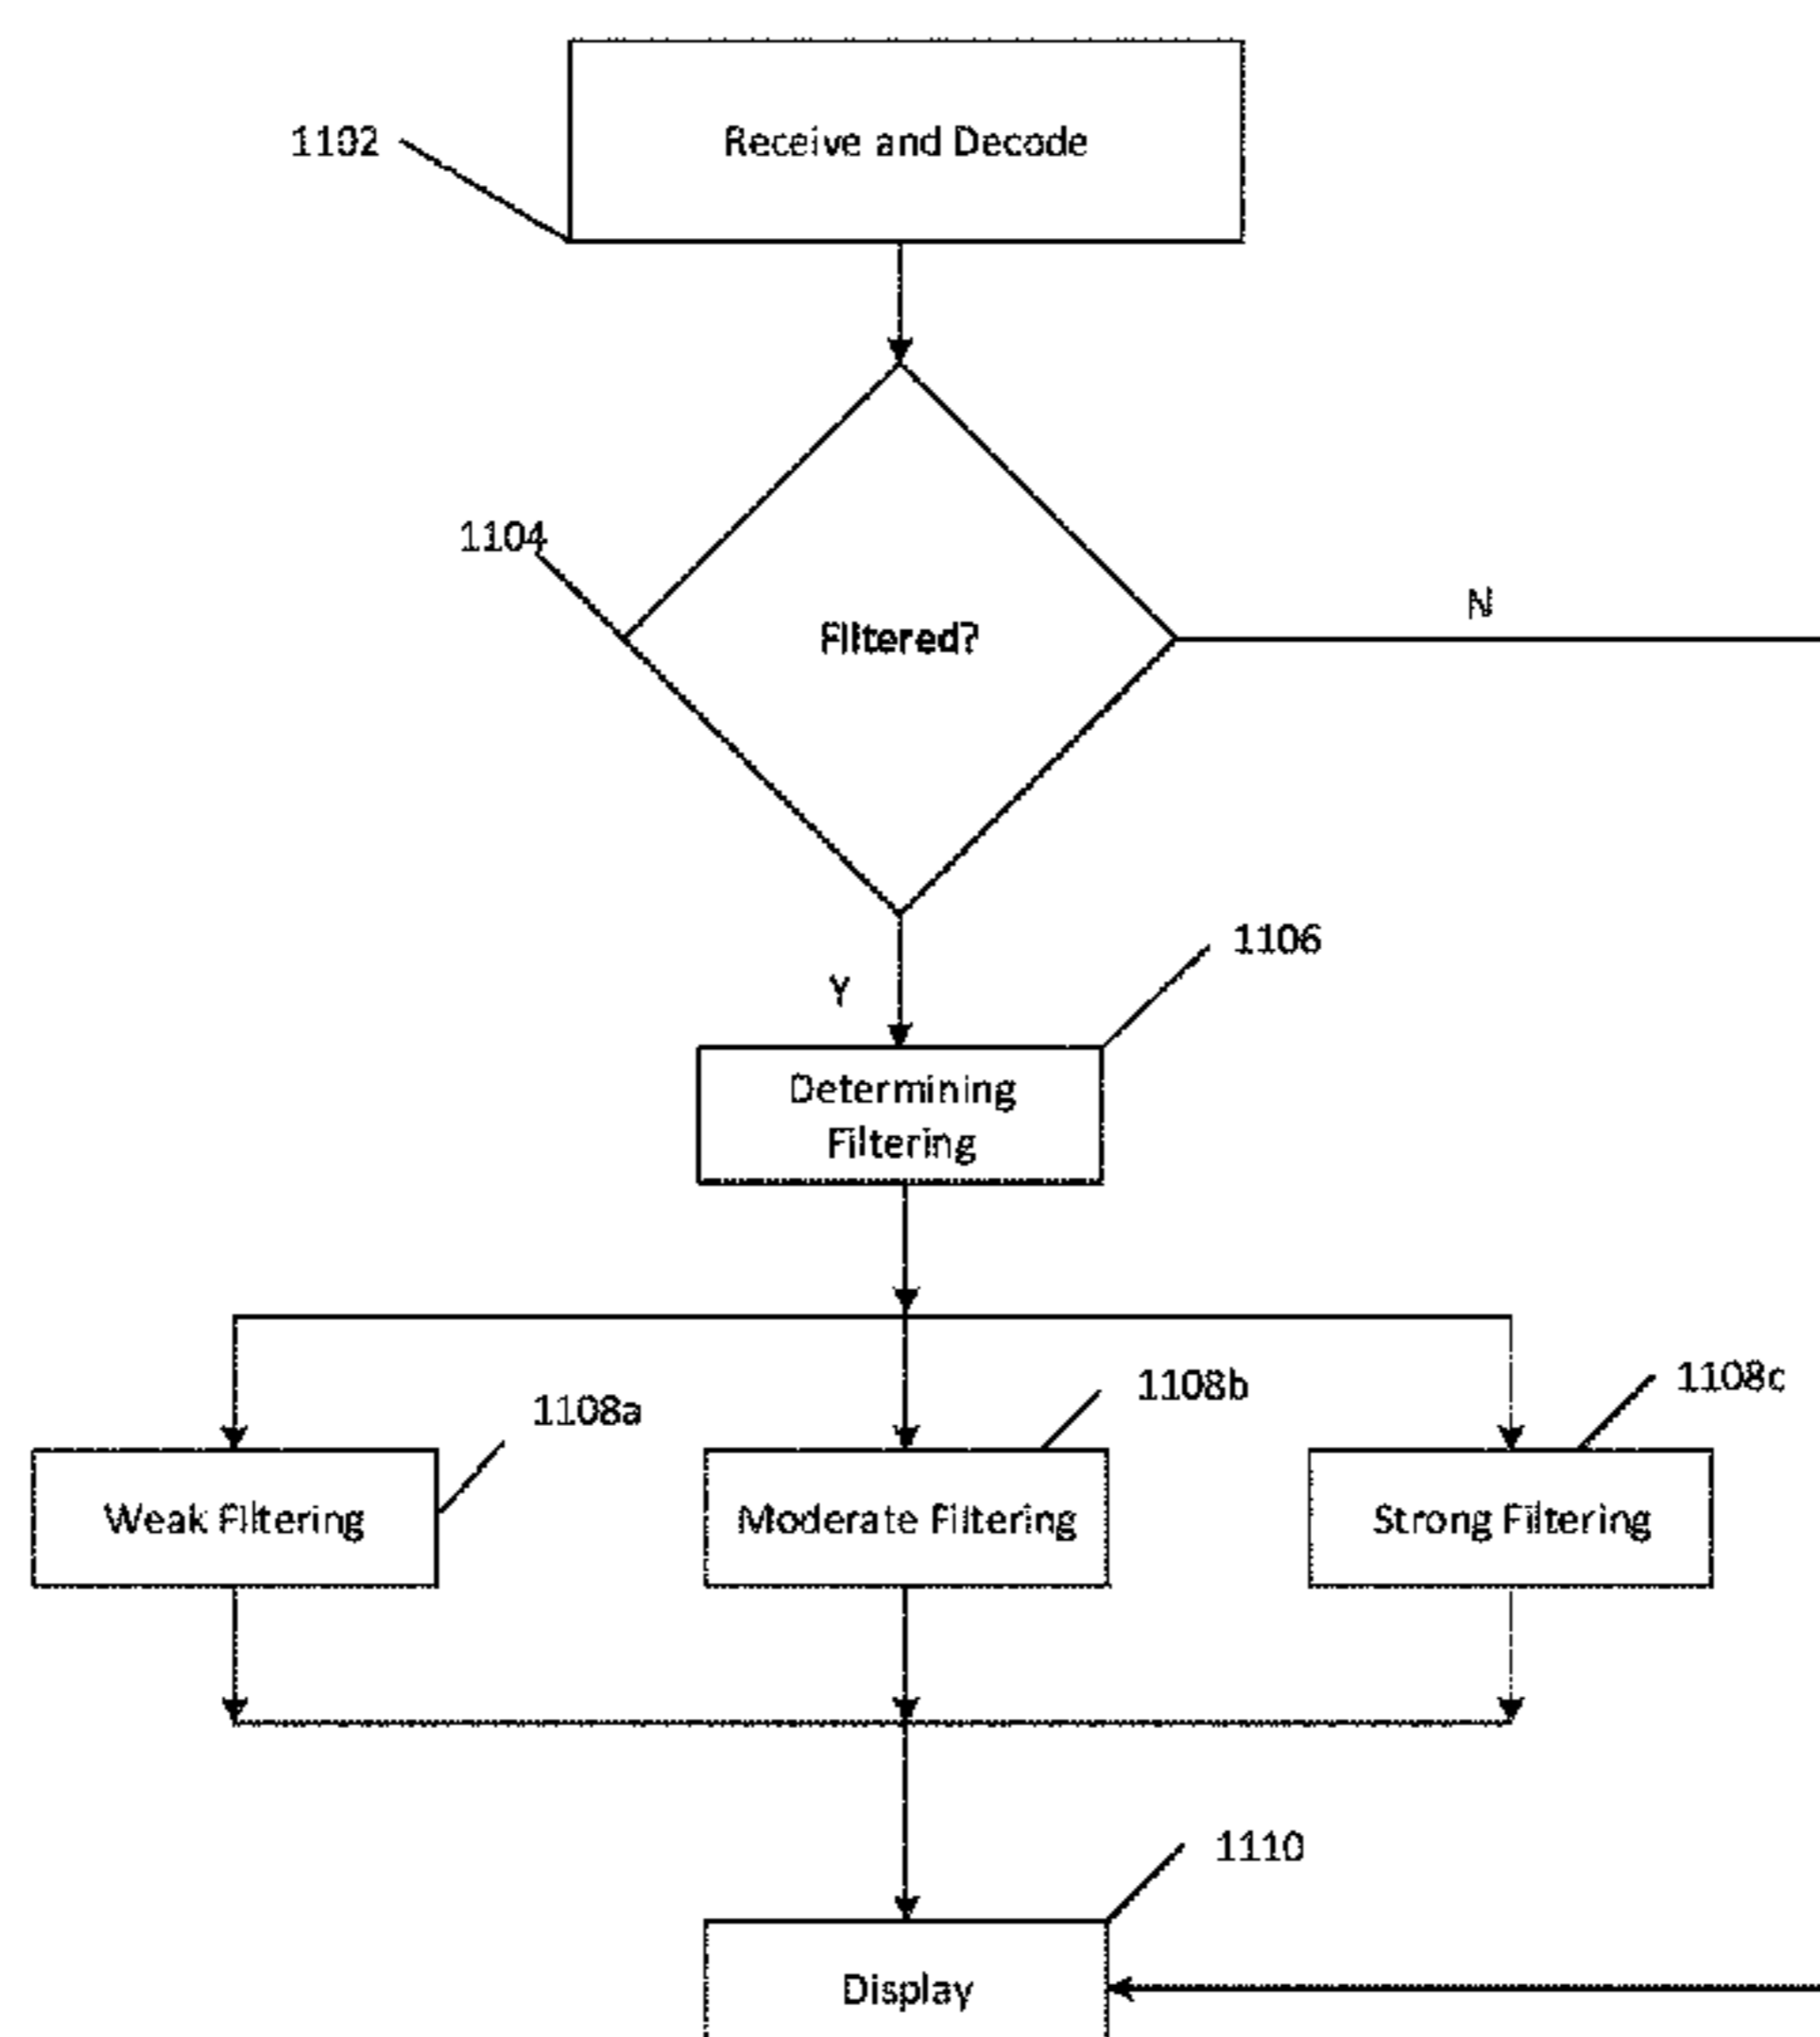 Receive and Decode
1102
1104
Filtered?
N
1106
Y
Determining
Filtering
1108a
1108b
1108c
Weak Filtering
Moderate Filtering
Strong Filtering
1110
Display